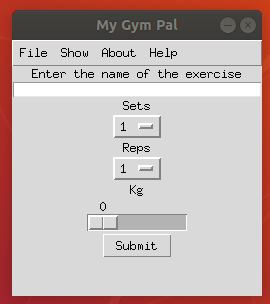 My Gym Pal
File Show About Help
Enter the name of the exercise
Sets
1
Reps
1
Kg
0
Submit